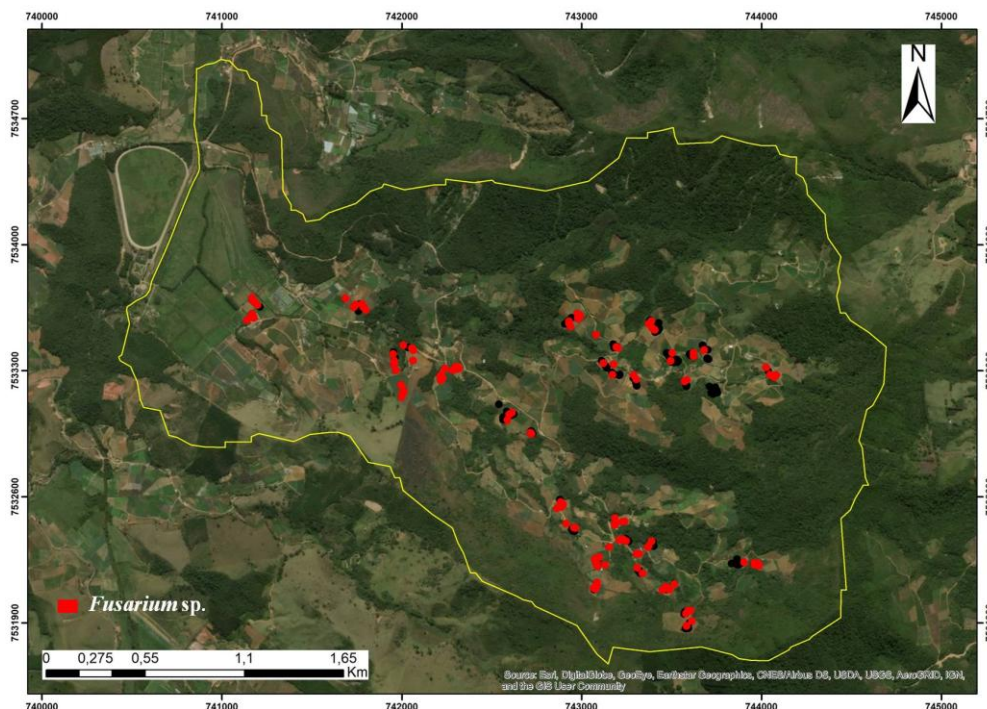 740000 741000 742000 743000 744000 745000
N
7534700
7534000
7533300
7532600
7531900
Fusarium sp.
0 0,275 0,55 1,1 1,65
Km
Source: Esri, DigitalGlobe, GeoEye, Earthstar Geographics, CNES/Airbus DS, USDA, USGS, AeroGRID, IGN,
and the GIS User Community
740000 741000 742000 743000 744000 745000